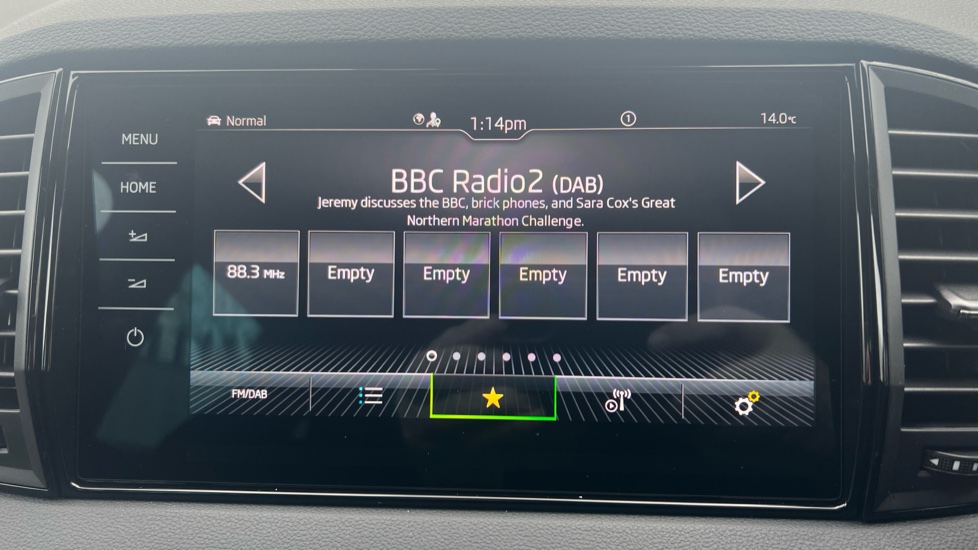 Normal
1:14pm
1
14.0°C
MENU
HOME
BBC Radio2 (DAB)
Jeremy discusses the BBC, brick phones, and Sara Cox's Great
Northern Marathon Challenge.
88.3 MHz
Empty
Empty
Empty
Empty
Empty
FM/DAB